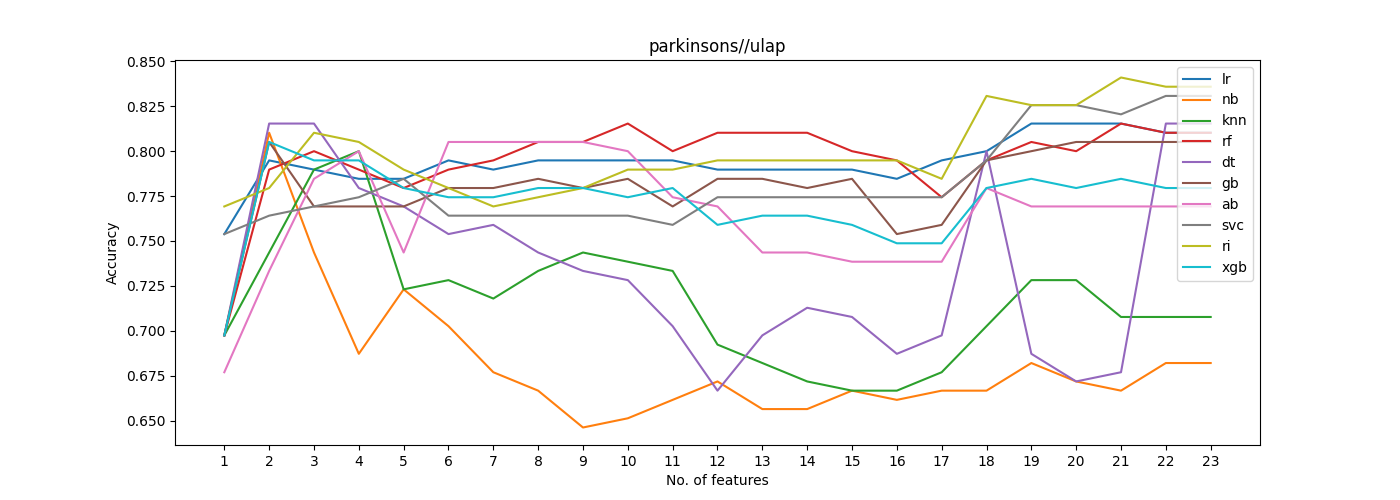 parkinsons//ulap
Accuracy
0.850
0.825
0.800
0.775
0.750
0.725
0.700
0.675
0.650
lr
nb
knn
rf
dt
gb
ab
svc
ri
xgb
1 2 3 4 5 6 7 8 9 10 11 12 13 14 15 16 17 18 19 20 21 22 23
No. of features